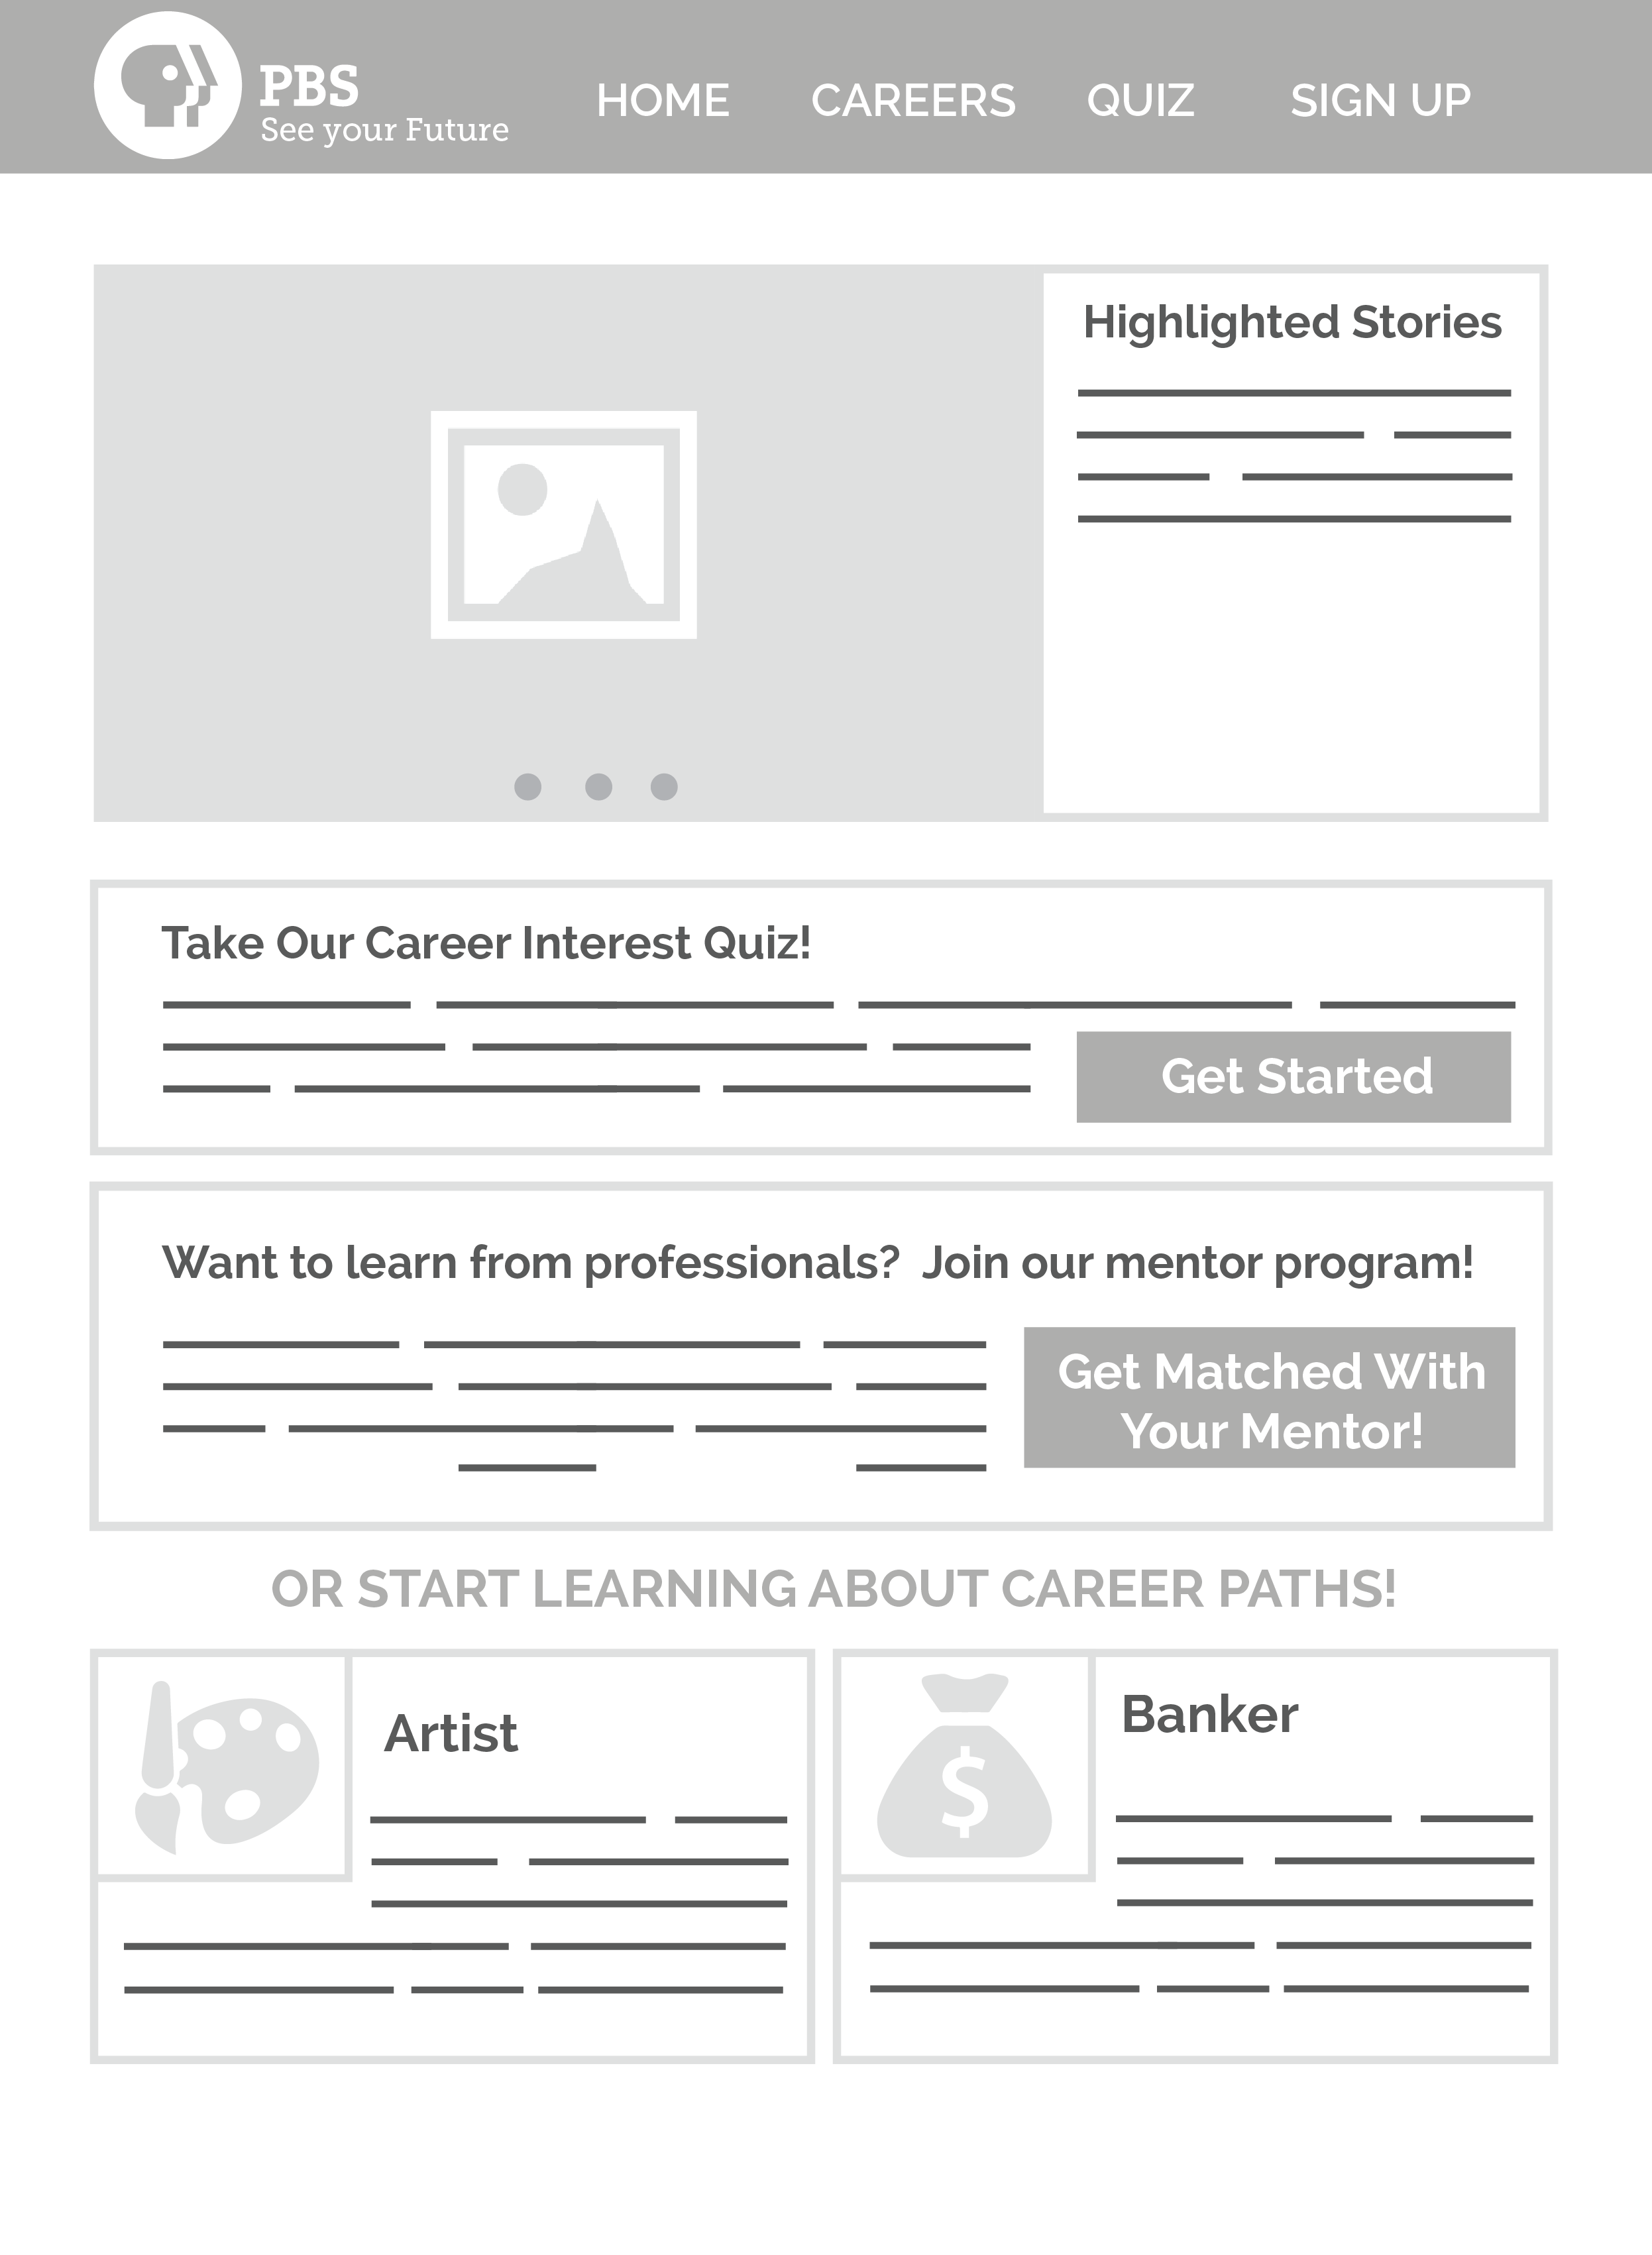 PBS
See your Future
HOME CAREERS QUIZ SIGN UP
Highlighted Stories
Take Our Career Interest Quiz!
Get Started
Want to learn from professionals? Join our mentor program!
Get Matched With
Your Mentor!
OR START LEARNING ABOUT CAREER PATHS!
Artist
Banker
$